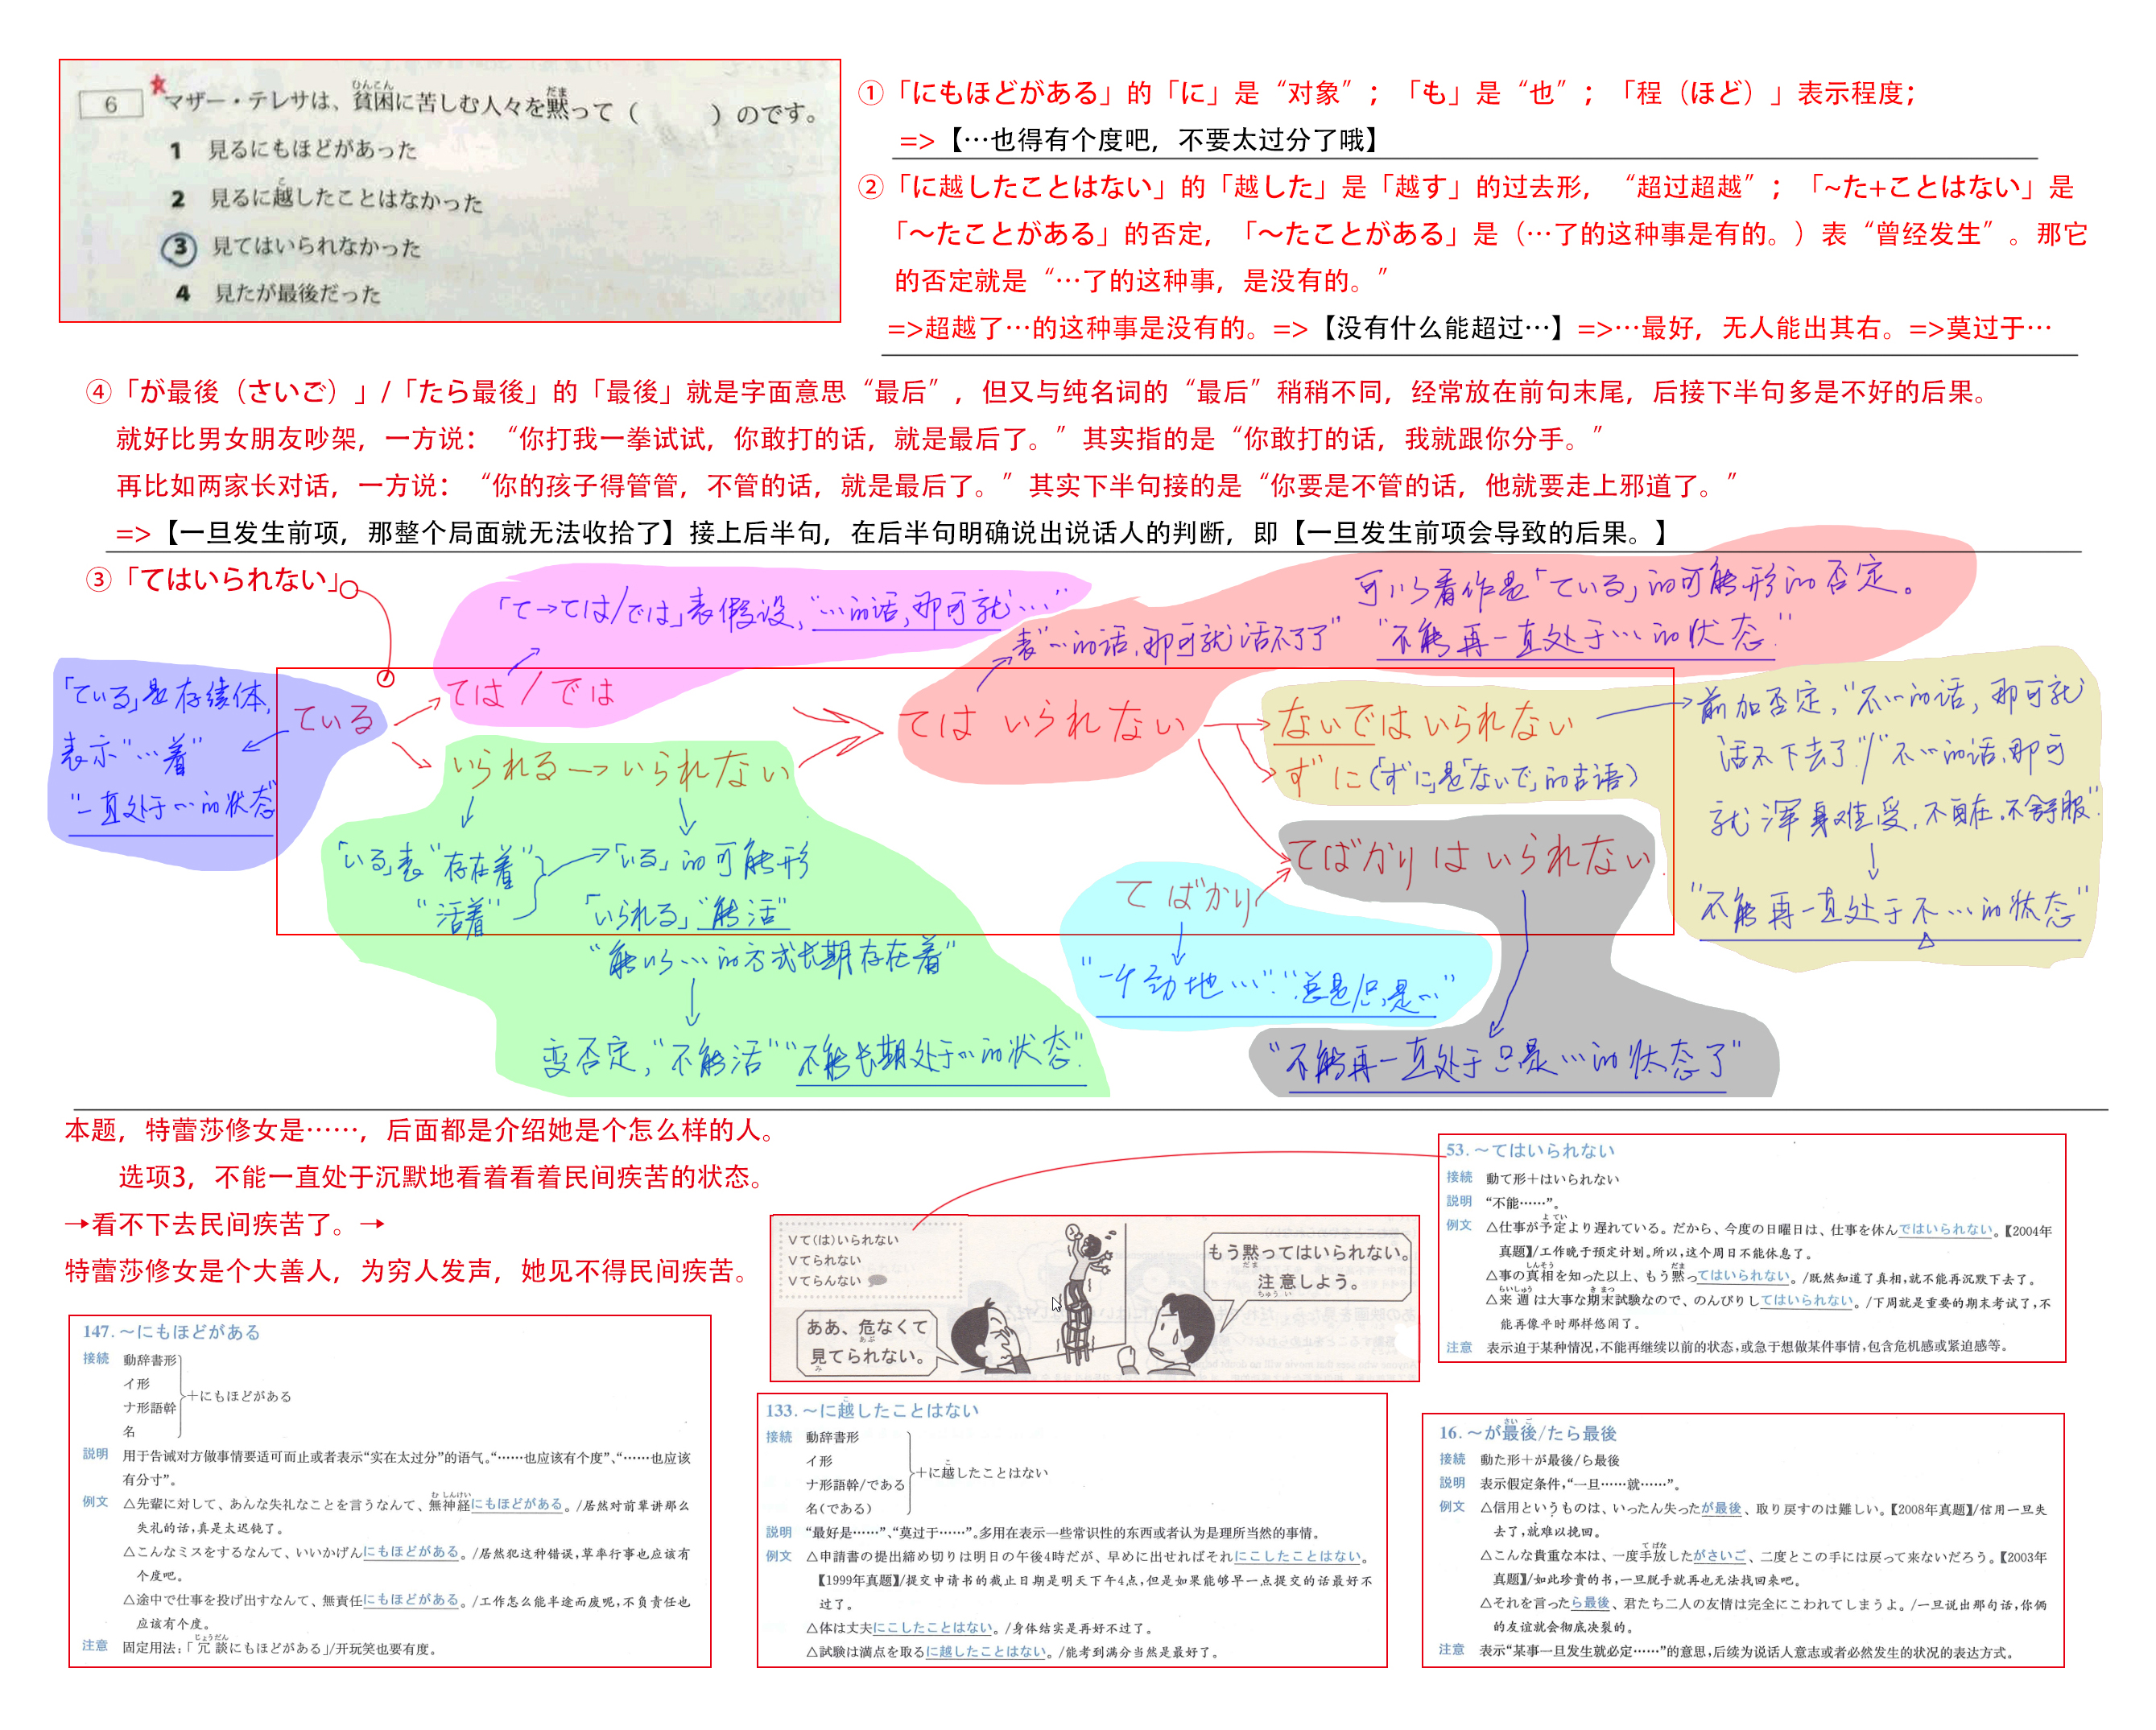 6 ★マザー・テレサは、貧困に苦しむ人々を黙って（　　）のです。
ひんこん だま
1 見るにもほどがあった
2 見るに越したことはなかった
こ
3 見てはいられなかった
4 見たが最後だった
①「にもほどがある」的「に」是“对象”；「も」是“也”；「程（ほど）」表示程度；
=>【…也得有个度吧，不要太过分了哦】
②「に越したことはない」的「越した」是「越す」的过去形，“超过超越”；「~た+ことはない」是
「～たことがある」的否定，「～たことがある」是（…了的这种事是有的。）表“曾经发生”。那它
的否定就是“…了的这种事，是没有的。”
=>超越了…的这种事是没有的。=>【没有什么能超过…】=>…最好，无人能出其右。=>莫过于…
④「が最後（さいご）」/「たら最後」的「最後」就是字面意思“最后”，但又与纯名词的“最后”稍稍不同，经常放在前句末尾，后接下半句多是不好的后果。
就好比男女朋友吵架，一方说：“你打我一拳试试，你敢打的话，就是最后了。”其实指的是“你敢打的话，我就跟你分手。”
再比如两家长对话，一方说：“你的孩子得管管，不管的话，就是最后了。”其实下半句接的是“你要是不管的话，他就要走上邪道了。”
=>【一旦发生前项，那整个局面就无法收拾了】接上后半句，在后半句明确说出说话人的判断，即【一旦发生前项会导致的后果。】
③「てはいられない」
「て→ては/では」表假设，“…的话，那可就…”
可以看作是「ている」的可能形的否定。
表“…的话，那可就活不了了” “不能再一直处于…的状态.”
「ている」是存续体，
表示“…着”
“一直处于…的状态”
ている
ては / では
いられる→いられない
「いる」表“存在着”
“活着”
「いる」的可能形
「いられる」“能活”
“能以…的方式长期存在着”
变否定，“不能活”“不能长期处于…的状态”
ては いられない
ないではいられない
ずに（「ずに」是「ないで」的古语）
前加否定，“不…的话，那可就
活不下去了”/“不…的话，那可
就浑身难受，不自在.不舒服”
“不能再一直处于不…的状态”
てばかり
“一个劲地…”“总是/只是…”
てばかりはいられない
“不能再一直处于只是…的状态了”
本题，特蕾莎修女是……，后面都是介绍她是个怎么样的人。
选项3，不能一直处于沉默地看着看着民间疾苦的状态。
→看不下去民间疾苦了。→
特蕾莎修女是个大善人，为穷人发声，她见不得民间疾苦。
53.～てはいられない
接続 動て形＋はいられない
説明 “不能……”。
例文 △仕事が予定より遅れている。だから、今度の日曜日は、仕事を休んではいられない。【2004年
よ てい
真题】/工作晚于预定计划。所以，这个周日不能休息了。
△事の真相を知った以上、もう黙ってはいられない。/既然知道了真相，就不能再沉默下去了。
しんそう だま
△来週は大事な期末試験なので、のんびりしてはいられない。/下周就是重要的期末考试了，不
らいしゅう き まつ
能再像平时那样悠闲了。
注意 表示迫于某种情况，不能再继续以前的状态，或急于想做某件事情，包含危机感或紧迫感等。
Vて(は)いられない
Vてられない
Vてらんない
ああ、危なくて
あぶ
見てられない。
み
もう黙ってはいられない。
だま
注意しよう。
ちゅう い
147.～にもほどがある
接続 動辞書形
イ形
ナ形語幹
名
＋にもほどがある
説明 用于告诫对方做事情要适可而止或者表示“实在太过分”的语气。“……也应该有个度”、“……也应该
有分寸”。
例文 △先輩に対して、あんな失礼なことを言うなんて、無神経にもほどがある。/居然对前辈讲那么
む しんけい
失礼的话，真是太迟钝了。
△こんなミスをするなんて、いいかげんにもほどがある。/居然犯这种错误，草率行事也应该有
个度吧。
△途中で仕事を投げ出すなんて、無責任にもほどがある。/工作怎么能半途而废呢，不负责任也
应该有个度。
注意 固定用法：「冗談にもほどがある」/开玩笑也要有度。
じょうだん
133.～に越したことはない
こ
接続 動辞書形
イ形
ナ形語幹/である
名(である)
＋に越したことはない
こ
説明 “最好是……”、“莫过于……”。多用在表示一些常识性的东西或者认为是理所当然的事情。
例文 △申請書の提出締め切りは明日の午後4時だが、早めに出せればそれにこしたことはない。
【1999年真题】/提交申请书的截止日期是明天下午4点，但是如果能够早一点提交的话最好不
过了。
△体は丈夫にこしたことはない。/身体结实是再好不过了。
△試験は満点を取るに越したことはない。/能考到满分当然是最好了。
16.～が最後/たら最後
さい ご
接続 動た形＋が最後/ら最後
説明 表示假定条件，“一旦……就……”。
例文 △信用というものは、いったん失ったが最後、取り戻すのは難しい。【2008年真题】/信用一旦失
去了，就难以挽回。
△こんな貴重な本は、一度手放したがさいご、二度とこの手には戻って来ないだろう。【2003年
て ばな
真题】/如此珍贵的书，一旦脱手就再也无法找回来吧。
△それを言ったら最後、君たち二人の友情は完全にこわれてしまうよ。/一旦说出那句话，你俩
的友谊就会彻底决裂的。
注意 表示“某事一旦发生就必定……”的意思，后续为说话人意志或者必然发生的状况的表达方式。